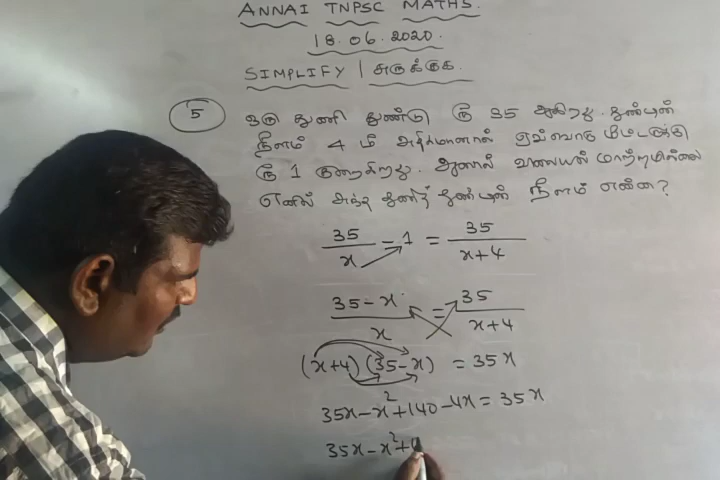 ANNAI TNPSC MATHS.
18.06.2020.
SIMPLIFY | சுருக்குக.
5 ஒரு துணி துண்டு ரூ 35 ஆகிறது. துண்டின்
நீளம் 4 மீ அதிகமானால் ஒவ்வொரு மீட்டருக்கு
ரூ 1 குறைகிறது. ஆனால் மாற்றமில்லை
எனில் அந்த துணித் துண்டின் நீளம் என்ன?
35/x - 1 = 35/x+4
35-x/x = 35/x+4
(x+4)(35-x) = 35x
35x-x²+140-4x = 35x
35x-x²+